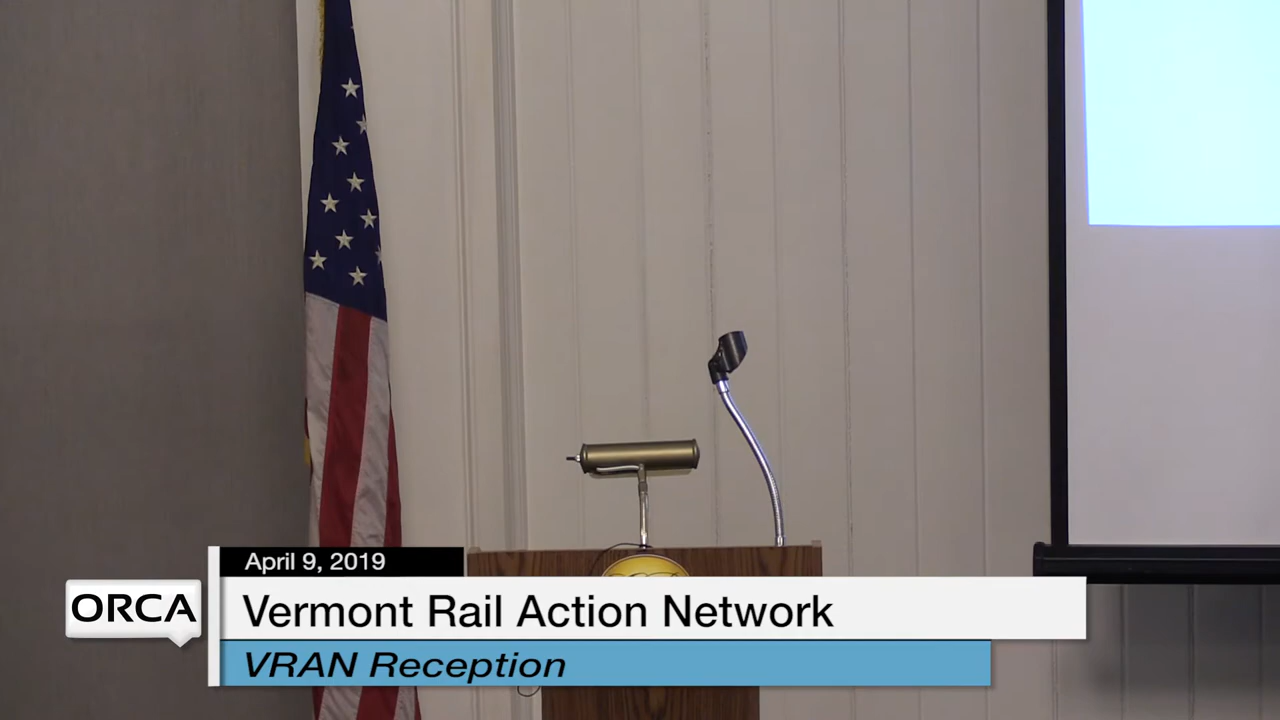 April 9, 2019
ORCA
Vermont Rail Action Network
VRAN Reception